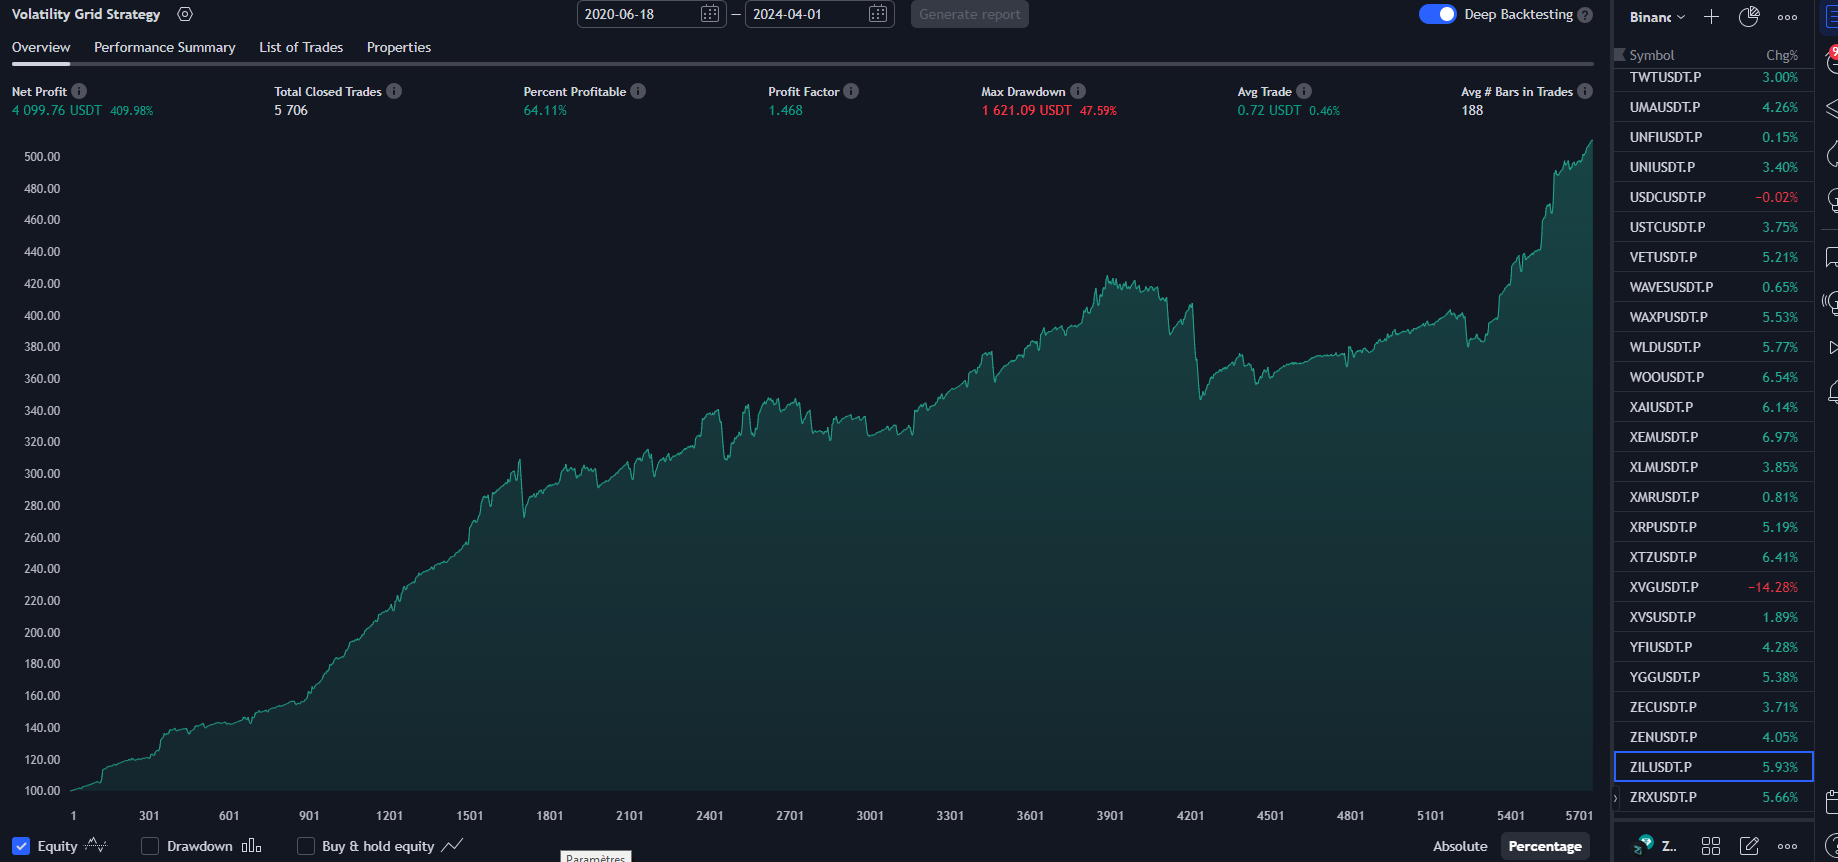 Volatility Grid Strategy
2020-06-18 — 2024-04-01 Generate report
Deep Backtesting
Overview Performance Summary List of Trades Properties
Net Profit Total Closed Trades Percent Profitable Profit Factor Max Drawdown Avg Trade Avg # Bars in Trades
4 099.76 USDT 409.98% 5 706 64.11% 1.468 1 621.09 USDT 47.59% 0.72 USDT 0.46% 188
500.00
480.00
460.00
440.00
420.00
400.00
380.00
360.00
340.00
320.00
300.00
280.00
260.00
240.00
220.00
200.00
180.00
160.00
140.00
120.00
100.00
1 301 601 901 1201 1501 1801 2101 2401 2701 3001 3301 3601 3901 4201 4501 4801 5101 5401 5701
Equity Drawdown Buy & hold equity
Paramètres
Absolute Percentage
Binanc
Symbol Chg%
TWTUSDT.P 3.00%
UMAUSDT.P 4.26%
UNFIUSDT.P 0.15%
UNIUSDT.P 3.40%
USDCUSDT.P −0.02%
USTCUSDT.P 3.75%
VETUSDT.P 5.21%
WAVESUSDT.P 0.65%
WAXPUSDT.P 5.53%
WLDUSDT.P 5.77%
WOOUSDT.P 6.54%
XAIUSDT.P 6.14%
XEMUSDT.P 6.97%
XLMUSDT.P 3.85%
XMRUSDT.P 0.81%
XRPUSDT.P 5.19%
XTZUSDT.P 6.41%
XVGUSDT.P −14.28%
XVSUSDT.P 1.89%
YFIUSDT.P 4.28%
YGGUSDT.P 5.38%
ZECUSDT.P 3.71%
ZENUSDT.P 4.05%
ZILUSDT.P 5.93%
ZRXUSDT.P 5.66%
Z...
9